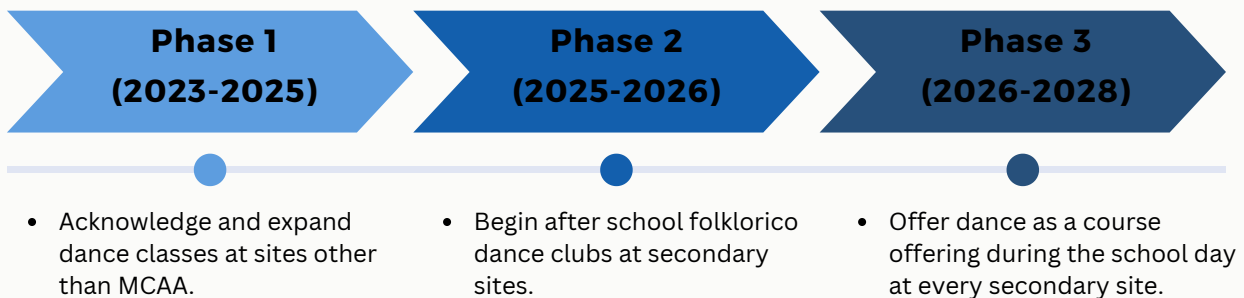 Phase 1
(2023-2025)
Phase 2
(2025-2026)
Phase 3
(2026-2028)
• Acknowledge and expand
dance classes at sites other
than MCAA.
• Begin after school folklorico
dance clubs at secondary
sites.
• Offer dance as a course
offering during the school day
at every secondary site.